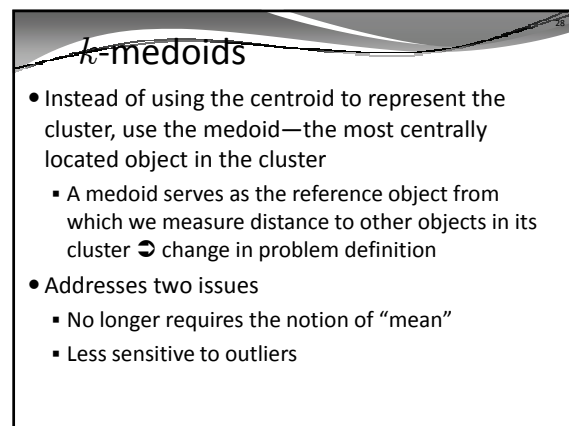 28
k-medoids
• Instead of using the centroid to represent the
cluster, use the medoid—the most centrally
located object in the cluster
▪ A medoid serves as the reference object from
which we measure distance to other objects in its
cluster ➲ change in problem definition
• Addresses two issues
▪ No longer requires the notion of “mean”
▪ Less sensitive to outliers